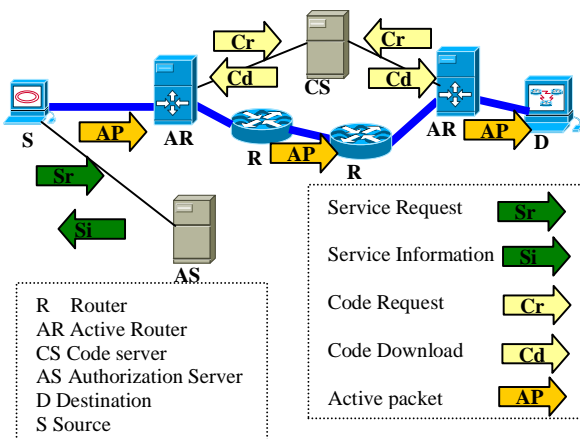 Cr
Cr
Cd
CS
Cd
S
AP
AR
R
AP
R
AR
AP
D
Sr
Si
AS
R Router
AR Active Router
CS Code server
AS Authorization Server
D Destination
S Source
Service Request Sr
Service Information Si
Code Request Cr
Code Download Cd
Active packet AP